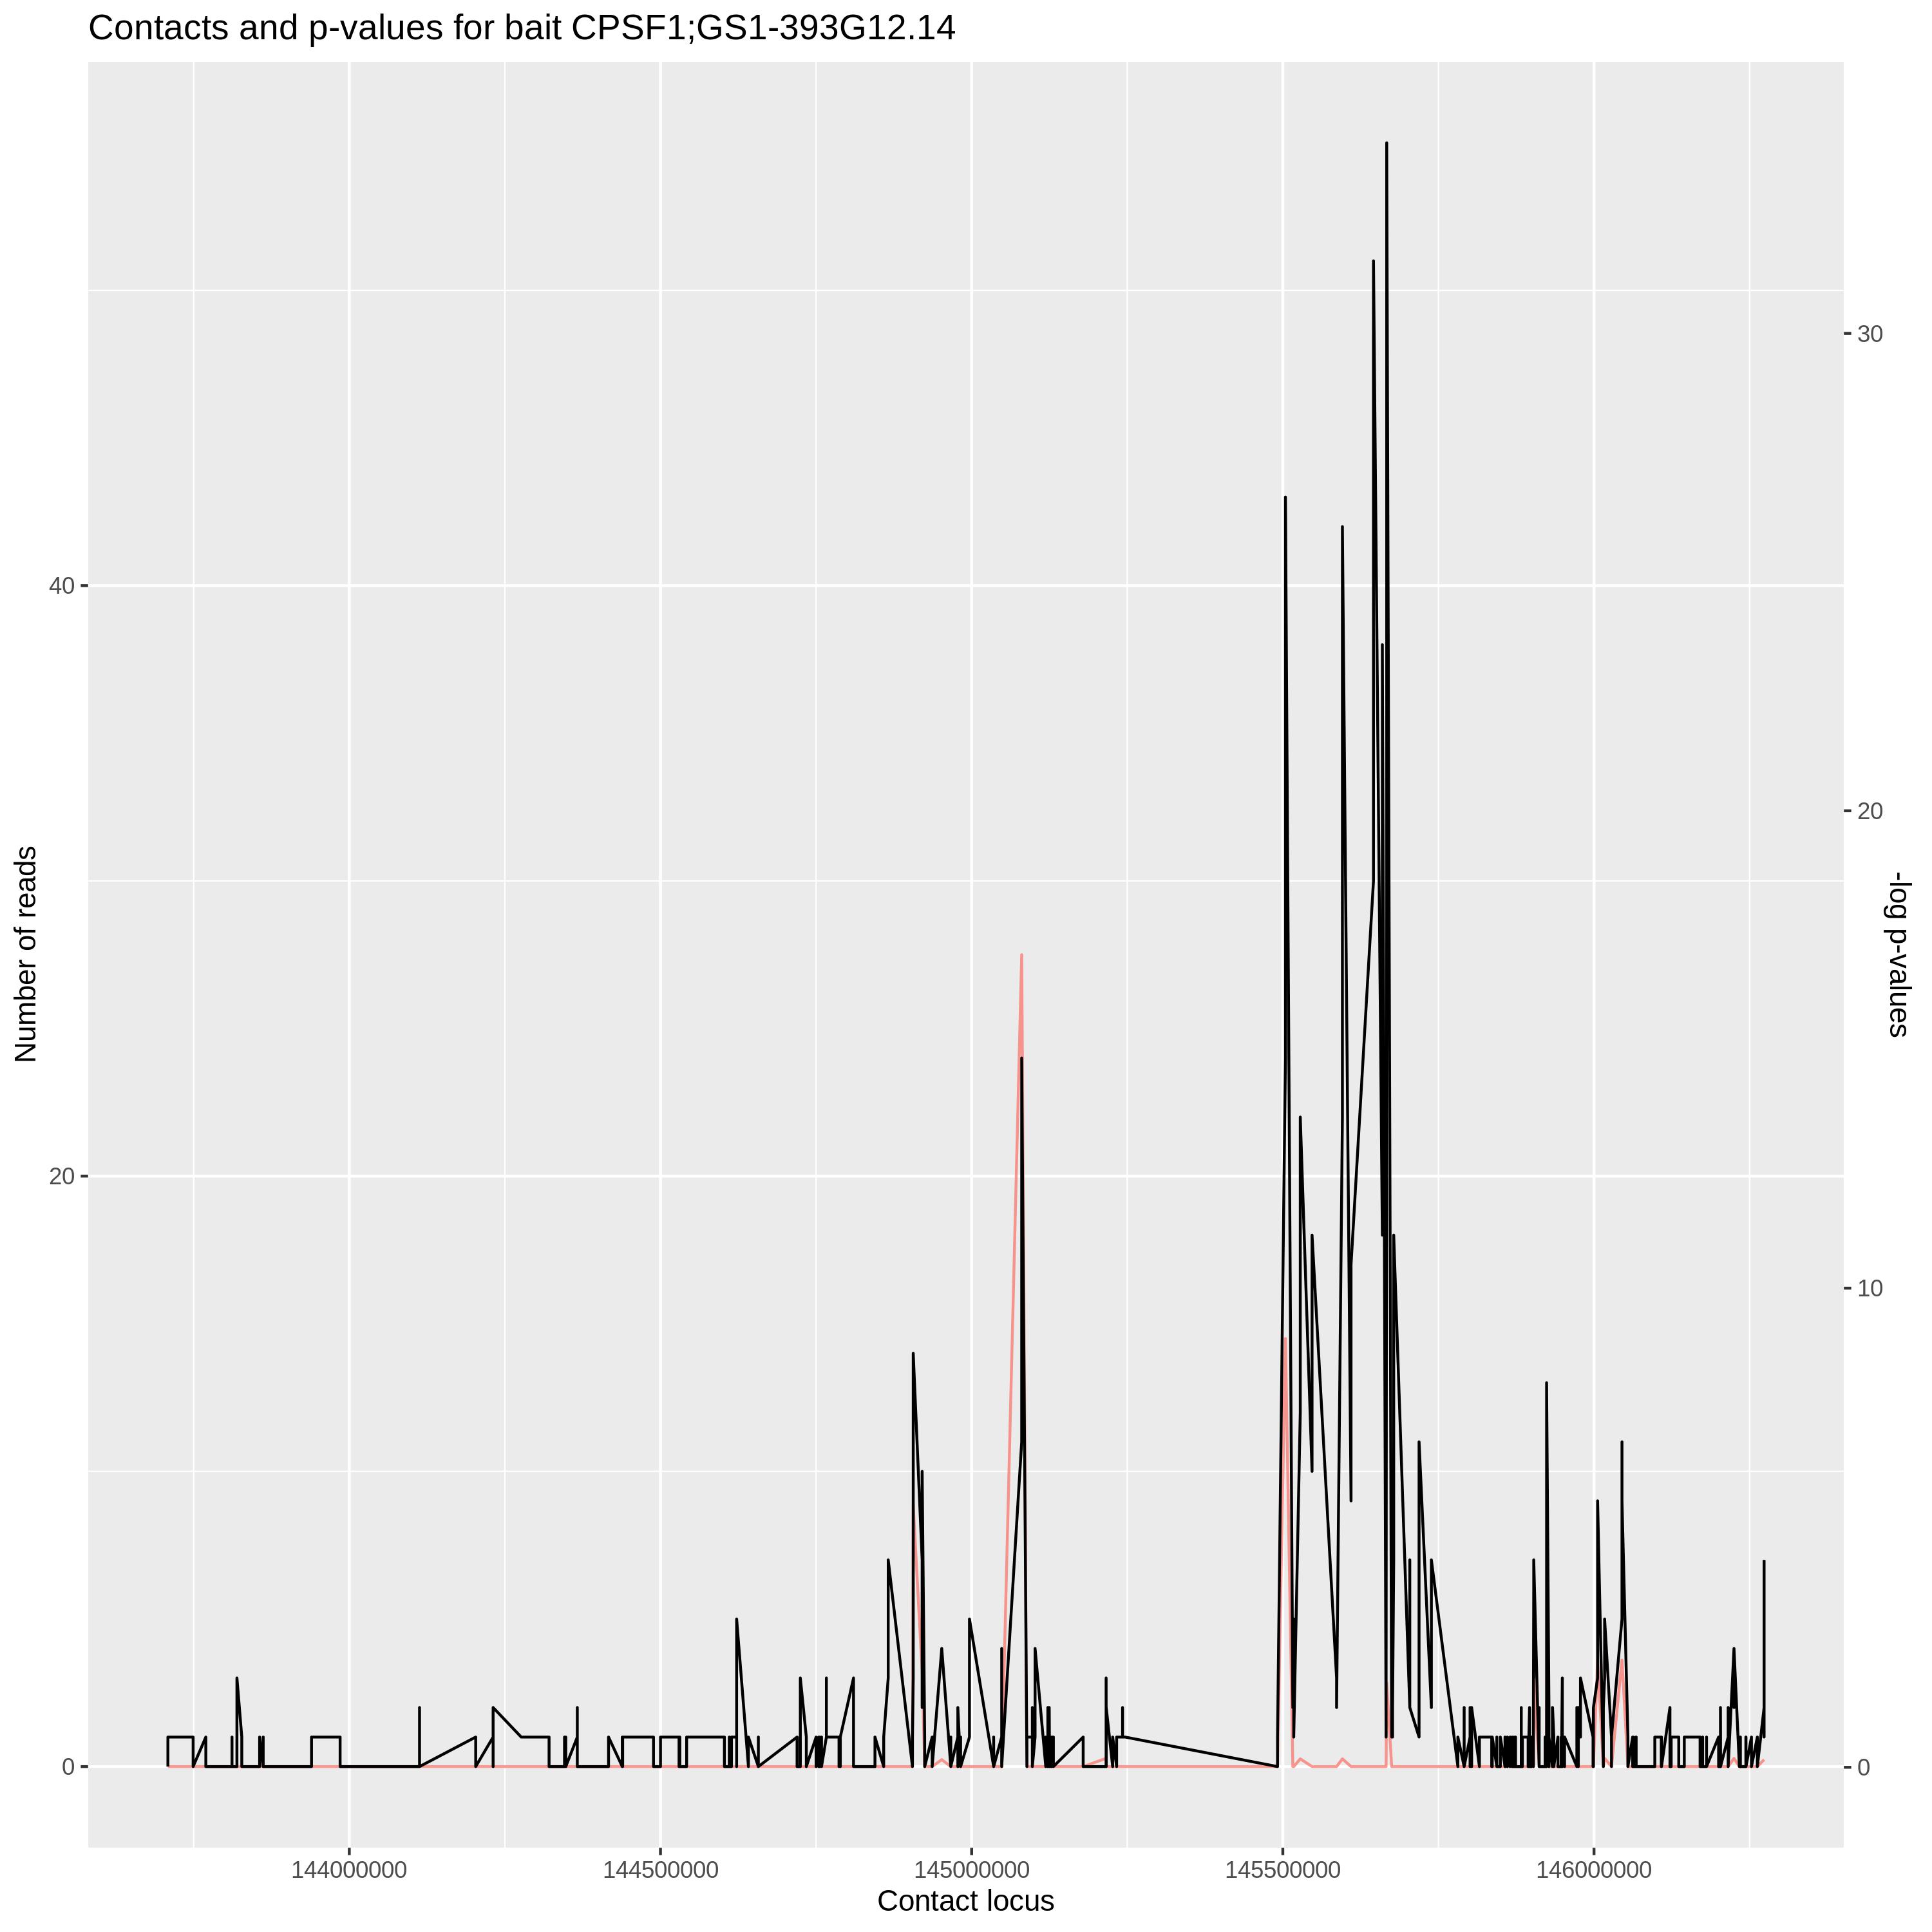 Contacts and p-values for bait CPSF1;GS1-393G12.14
Number of reads
40
20
0
30
20
10
0
-log p-values
144000000 144500000 145000000 145500000 146000000
Contact locus